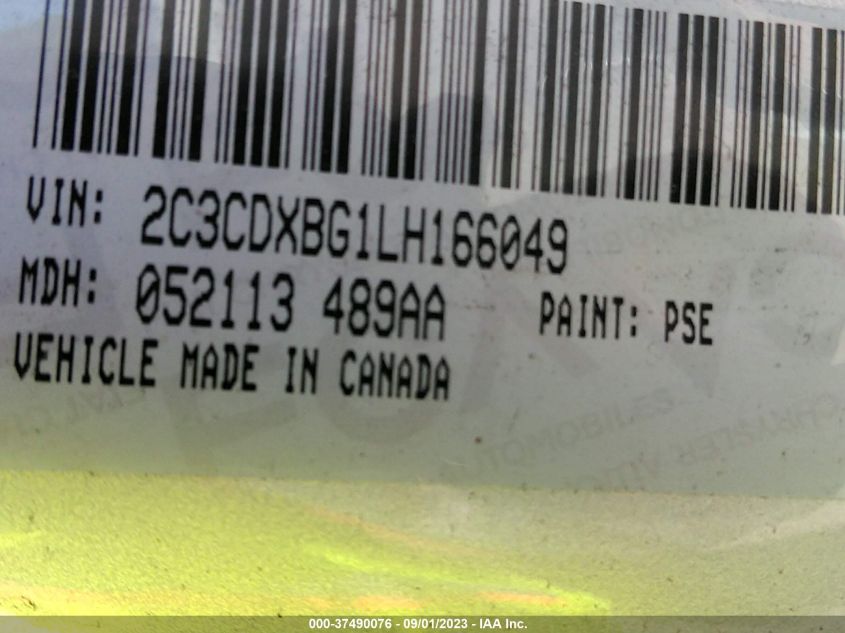 VIN: 2C3CDXBG1LH166049
MDH: 052113 489AA PAINT: PSE
VEHICLE MADE IN CANADA
000-37490076 - 09/01/2023 - IAA Inc.